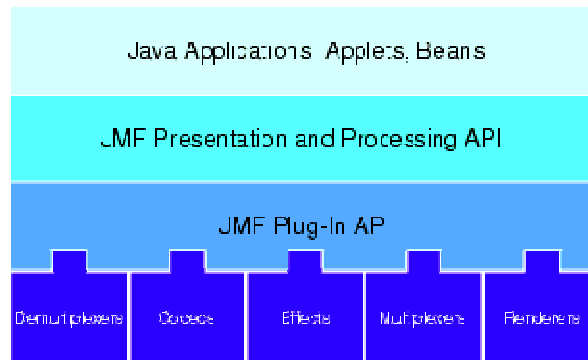 Java Applications Applets, Beans
JMF Presentation and Processing API
JMF Plug-In AP
Demultiplexers Codecs Effects Multiplexers Renderers